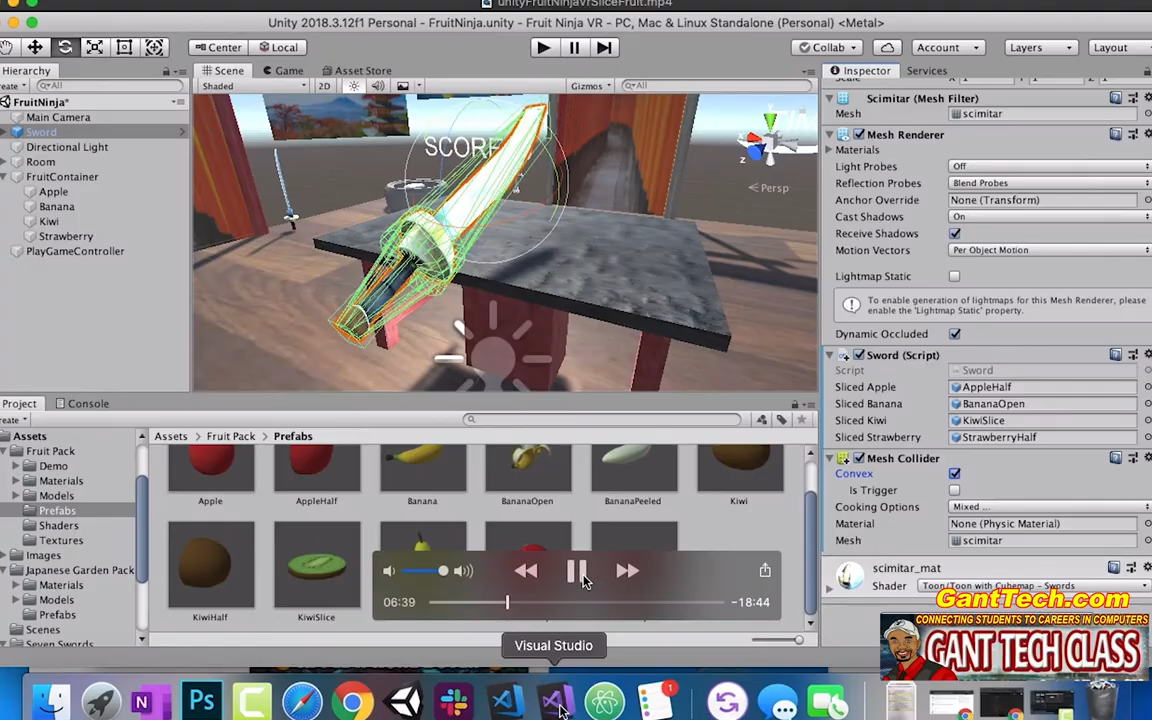 unityFruitNinjaVrSliceFruit.mp4
Unity 2018.3.12f1 Personal - FruitNinja.unity - Fruit Ninja VR - PC, Mac & Linux Standalone (Personal) <Metal>
Center
Local
Collab
Account
Layers
Layout
Hierarchy
Scene
Game
Asset Store
Inspector
Services
All
Shaded
2D
Gizmos
All
FruitNinja*
Main Camera
Sword
Directional Light
Room
FruitContainer
Apple
Banana
Kiwi
Strawberry
PlayGameController
SCORE
y
x
z
Persp
Scale
Scimitar (Mesh Filter)
Mesh
scimitar
Mesh Renderer
Materials
Light Probes
Off
Reflection Probes
Blend Probes
Anchor Override
None (Transform)
Cast Shadows
On
Receive Shadows
Motion Vectors
Per Object Motion
Lightmap Static
To enable generation of lightmaps for this Mesh Renderer, please
enable the 'Lightmap Static' property.
Dynamic Occluded
Sword (Script)
Script
Sword
Sliced Apple
AppleHalf
Sliced Banana
BananaOpen
Sliced Kiwi
KiwiSlice
Sliced Strawberry
StrawberryHalf
Mesh Collider
Convex
Is Trigger
Cooking Options
Mixed ...
Material
None (Physic Material)
Mesh
scimitar
scimitar_mat
Shader
Toon/Toon with Cubemap - Swords
Project
Console
Assets
Fruit Pack
Demo
Materials
Models
Prefabs
Shaders
Textures
Images
Japanese Garden Pack
Materials
Models
Prefabs
Scenes
Seven Swords
Assets
Fruit Pack
Prefabs
Apple
AppleHalf
Banana
BananaOpen
BananaPeeled
Kiwi
KiwiHalf
KiwiSlice
06:39
-18:44
Visual Studio
N
Ps
C
1
GantTech.com
CONNECTING STUDENTS TO CAREERS IN COMPUTERS
GANT TECH CLASS